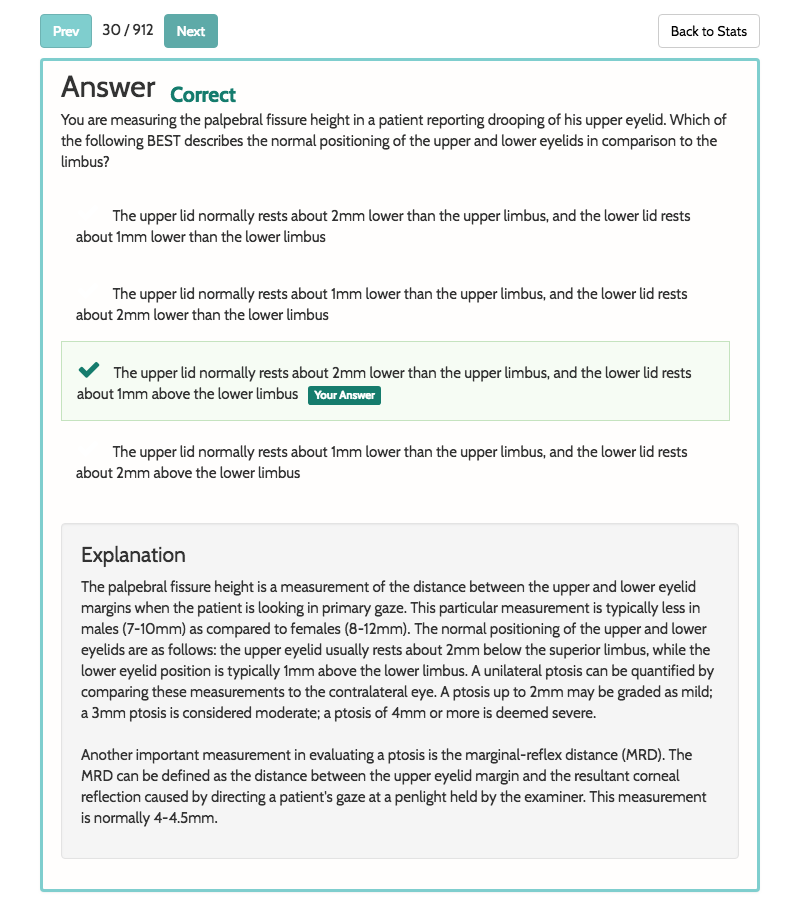 Prev 30 / 912 Next Back to Stats
Answer Correct
You are measuring the palpebral fissure height in a patient reporting drooping of his upper eyelid. Which of
the following BEST describes the normal positioning of the upper and lower eyelids in comparison to the
limbus?
The upper lid normally rests about 2mm lower than the upper limbus, and the lower lid rests
about 1mm lower than the lower limbus
The upper lid normally rests about 1mm lower than the upper limbus, and the lower lid rests
about 2mm lower than the lower limbus
The upper lid normally rests about 2mm lower than the upper limbus, and the lower lid rests
about 1mm above the lower limbus Your Answer
The upper lid normally rests about 1mm lower than the upper limbus, and the lower lid rests
about 2mm above the lower limbus
Explanation
The palpebral fissure height is a measurement of the distance between the upper and lower eyelid
margins when the patient is looking in primary gaze. This particular measurement is typically less in
males (7-10mm) as compared to females (8-12mm). The normal positioning of the upper and lower
eyelids are as follows: the upper eyelid usually rests about 2mm below the superior limbus, while the
lower eyelid position is typically 1mm above the lower limbus. A unilateral ptosis can be quantified by
comparing these measurements to the contralateral eye. A ptosis up to 2mm may be graded as mild;
a 3mm ptosis is considered moderate; a ptosis of 4mm or more is deemed severe.
Another important measurement in evaluating a ptosis is the marginal-reflex distance (MRD). The
MRD can be defined as the distance between the upper eyelid margin and the resultant corneal
reflection caused by directing a patient's gaze at a penlight held by the examiner. This measurement
is normally 4-4.5mm.